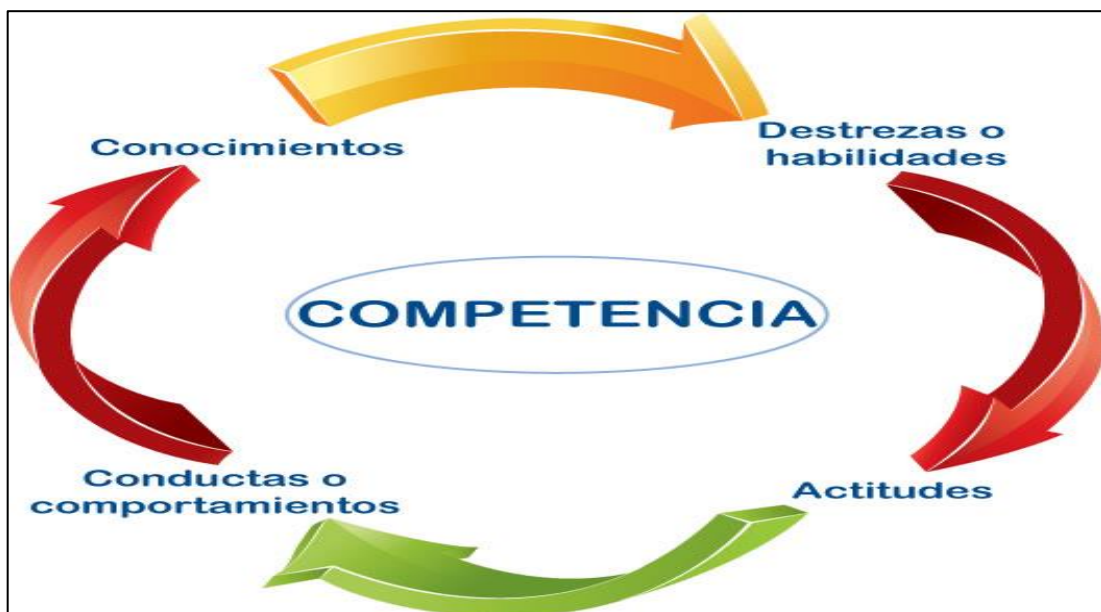 Conocimientos
Destrezas o
habilidades
COMPETENCIA
Conductas o
comportamientos
Actitudes